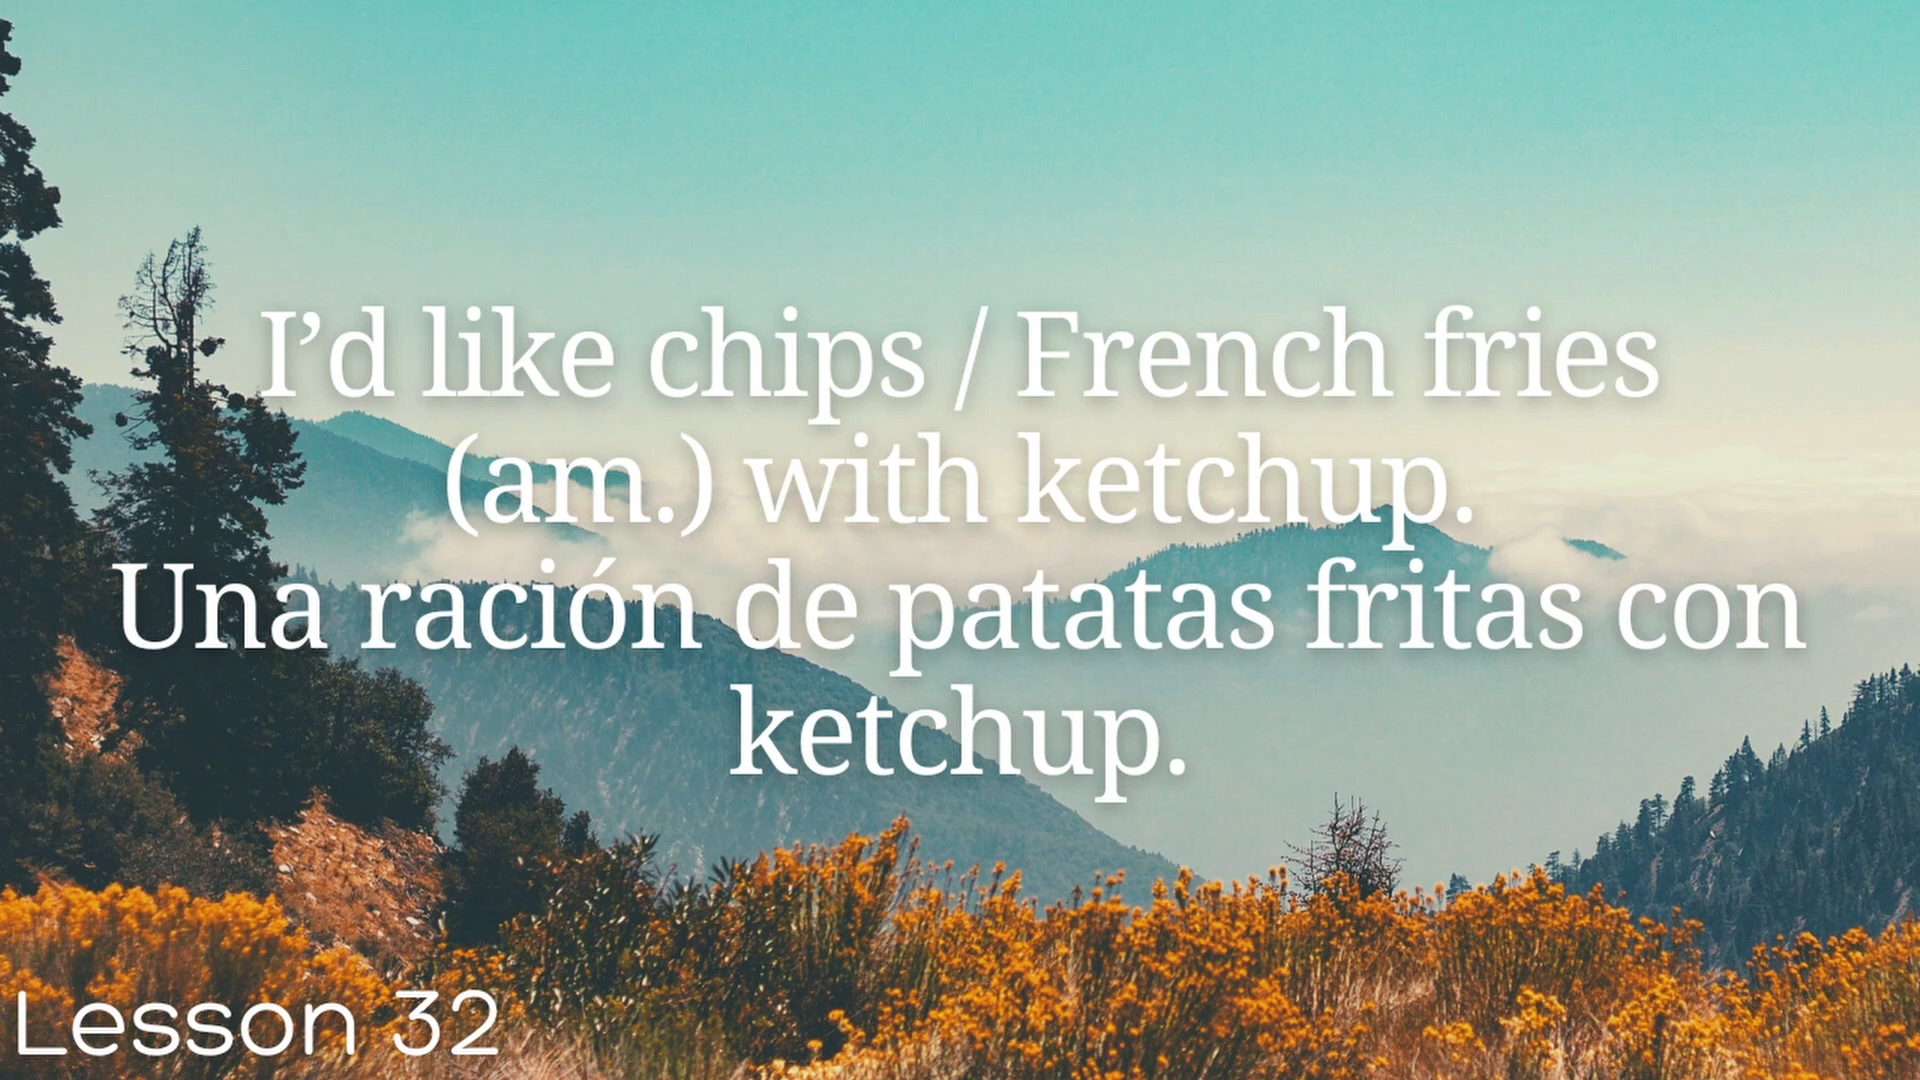 I’d like chips / French fries
(am.) with ketchup.
Una ración de patatas fritas con
ketchup.
Lesson 32